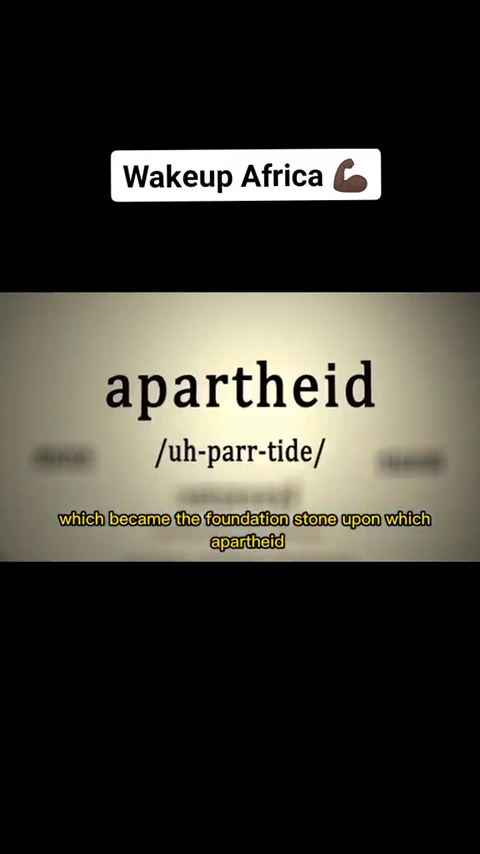 Wakeup Africa 💪🏿
apartheid
/uh-parr-tide/
which became the foundation stone upon which
apartheid